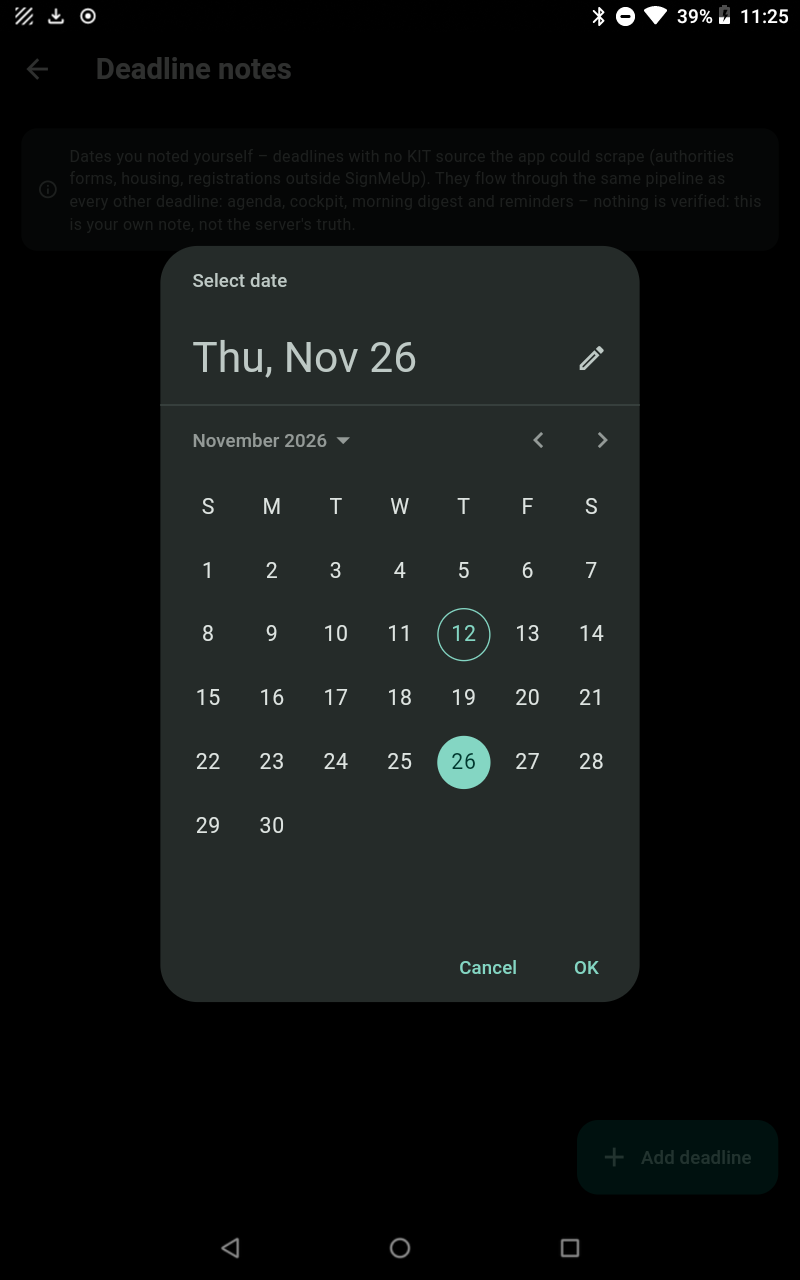 39% 11:25
Deadline notes
Dates you noted yourself – deadlines with no KIT source the app could scrape (authorities
forms, housing, registrations outside SignMeUp). They flow through the same pipeline as
every other deadline: agenda, cockpit, morning digest and reminders – nothing is verified: this
is your own note, not the server's truth.
Select date
Thu, Nov 26
November 2026
S M T W T F S
1 2 3 4 5 6 7
8 9 10 11 12 13 14
15 16 17 18 19 20 21
22 23 24 25 26 27 28
29 30
Cancel OK
Add deadline